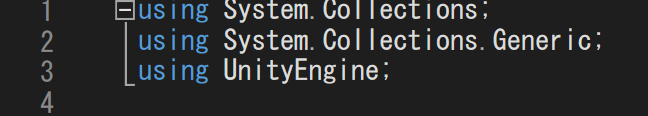 1 using System.Collections;
2 using System.Collections.Generic;
3 using UnityEngine;
4